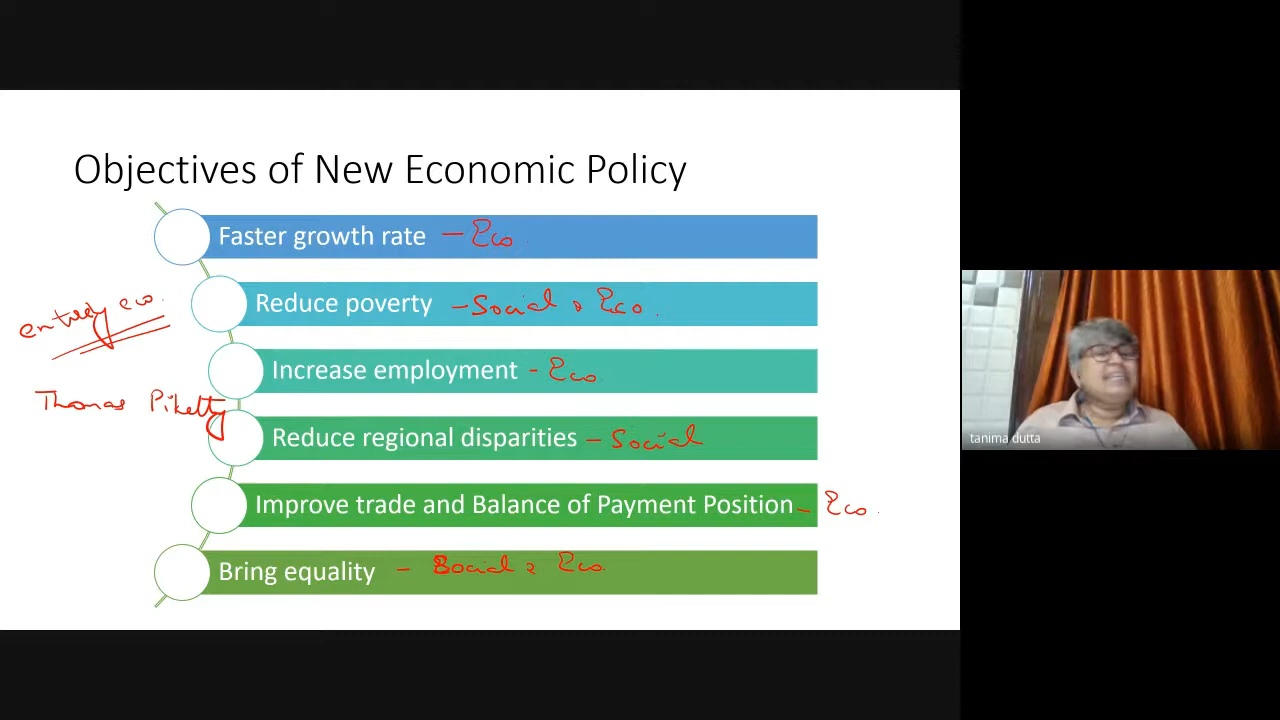 Objectives of New Economic Policy
Faster growth rate - Eco
Reduce poverty - Social & Eco.
eco.
Increase employment - Eco
Thomas Piketty
Reduce regional disparities - Social
Improve trade and Balance of Payment Position - Eco.
Bring equality - Social & Eco.
tanima dutta